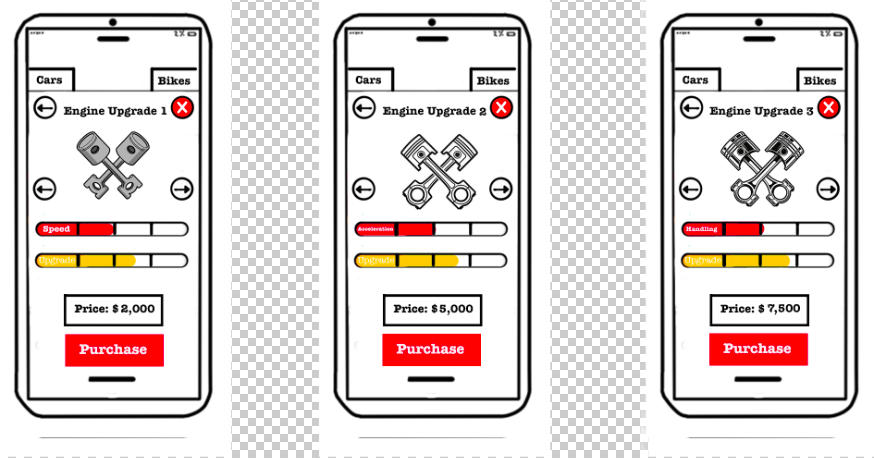 Cars
Bikes
Engine Upgrade 1
X
Speed
Upgrade
Price: $ 2,000
Purchase
Cars
Bikes
Engine Upgrade 2
X
Acceleration
Upgrade
Price: $ 5,000
Purchase
Cars
Bikes
Engine Upgrade 3
X
Handling
Upgrade
Price: $ 7,500
Purchase